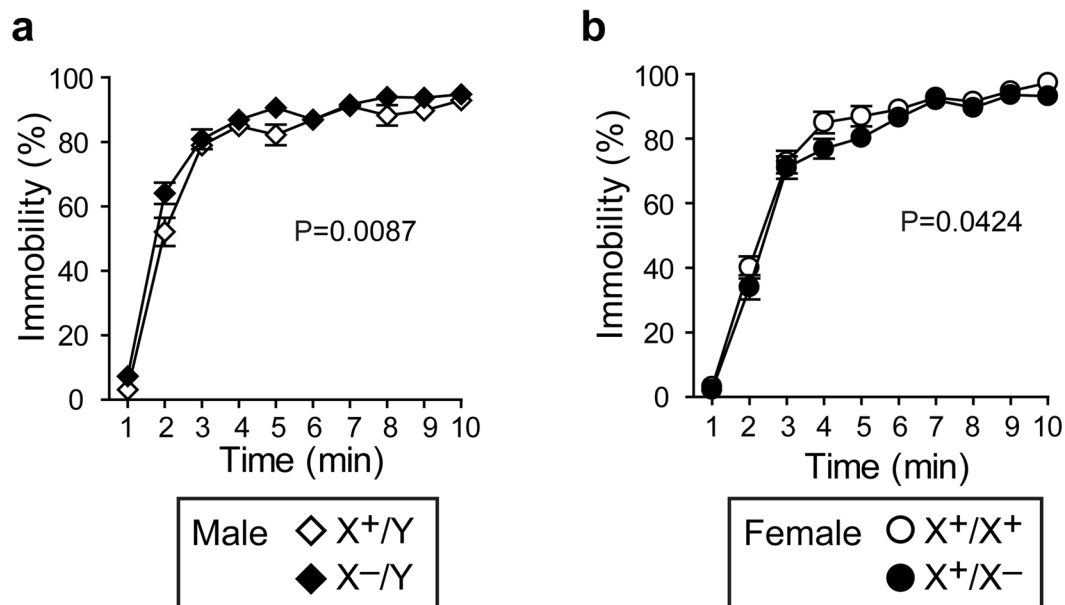 a
100
80
60
40
20
0
Immobility (%)
P=0.0087
1 2 3 4 5 6 7 8 9 10
Time (min)
Male X⁺/Y
X⁻/Y
b
100
80
60
40
20
0
Immobility (%)
P=0.0424
1 2 3 4 5 6 7 8 9 10
Time (min)
Female X⁺/X⁺
X⁺/X⁻